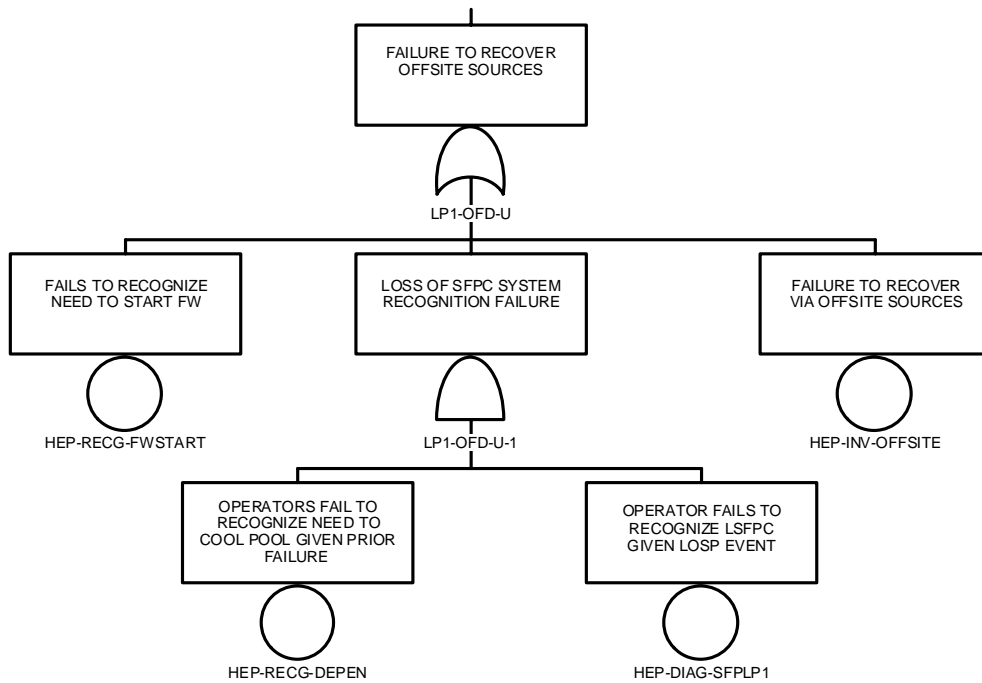 FAILURE TO RECOVER
OFFSITE SOURCES
LP1-OFD-U
FAILS TO RECOGNIZE
NEED TO START FW
HEP-RECG-FWSTART
LOSS OF SFPC SYSTEM
RECOGNITION FAILURE
LP1-OFD-U-1
FAILURE TO RECOVER
VIA OFFSITE SOURCES
HEP-INV-OFFSITE
OPERATORS FAIL TO
RECOGNIZE NEED TO
COOL POOL GIVEN PRIOR
FAILURE
HEP-RECG-DEPEN
OPERATOR FAILS TO
RECOGNIZE LSFPC
GIVEN LOSP EVENT
HEP-DIAG-SFPLP1